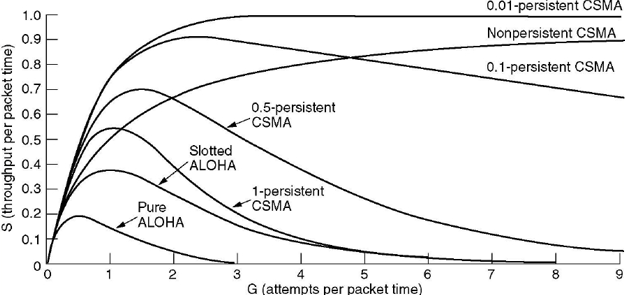 0.01-persistent CSMA
Nonpersistent CSMA
0.1-persistent CSMA
0.5-persistent
CSMA
Slotted
ALOHA
1-persistent
CSMA
Pure
ALOHA
S (throughput per packet time)
1.0
0.9
0.8
0.7
0.6
0.5
0.4
0.3
0.2
0.1
0
0 1 2 3 4 5 6 7 8 9
G (attempts per packet time)